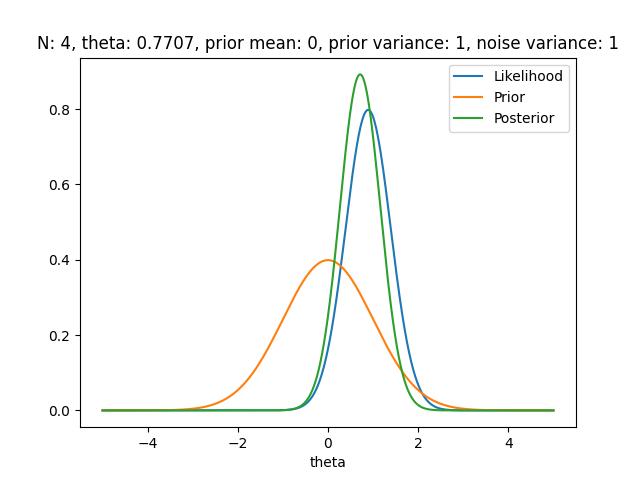 N: 4, theta: 0.7707, prior mean: 0, prior variance: 1, noise variance: 1
Likelihood
Prior
Posterior
0.8
0.6
0.4
0.2
0.0
−4 −2 0 2 4
theta